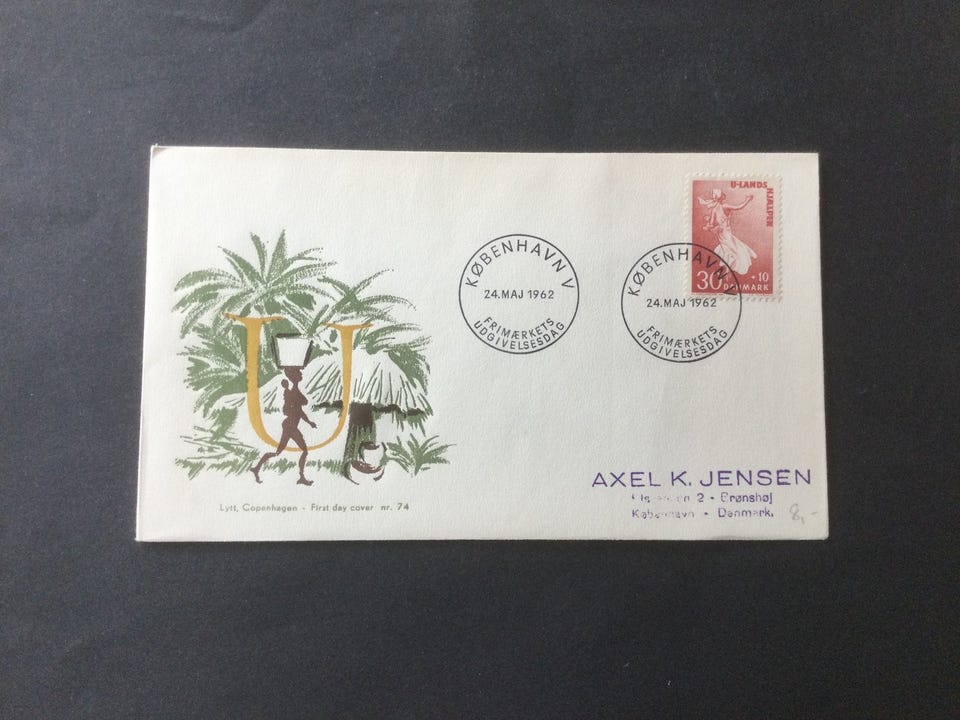 U-LANDS
HJÆLPEN
30 + 10
DANMARK
KØBENHAVN V
24.MAJ 1962
FRIMÆRKETS
UDGIVELSESDAG
KØBENHAVN V
24.MAJ 1962
FRIMÆRKETS
UDGIVELSESDAG
U
Lytt, Copenhagen - First day cover nr. 74
AXEL K. JENSEN
2 - Brønshøj
København - Denmark.
8,-